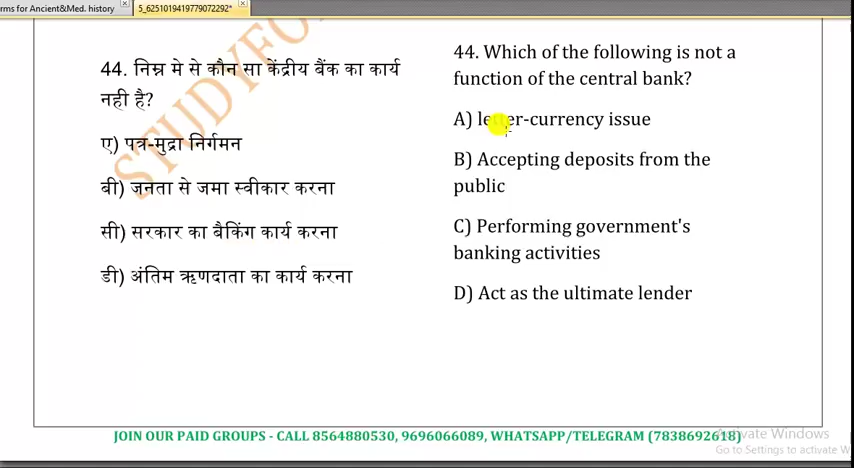 rms for Ancient&Med. history
5_6251019419779072292*
44. निम्न मे से कौन सा केंद्रीय बैंक का कार्य
नही है?
ए) पत्र-मुद्रा निर्गमन
बी) जनता से जमा स्वीकार करना
सी) सरकार का बैकिंग कार्य करना
डी) अंतिम ऋणदाता का कार्य करना
44. Which of the following is not a
function of the central bank?
A) letter-currency issue
B) Accepting deposits from the
public
C) Performing government's
banking activities
D) Act as the ultimate lender
STUDYFO
JOIN OUR PAID GROUPS - CALL 8564880530, 9696066089, WHATSAPP/TELEGRAM (7838692618)
Activate Windows
Go to Settings to activate W